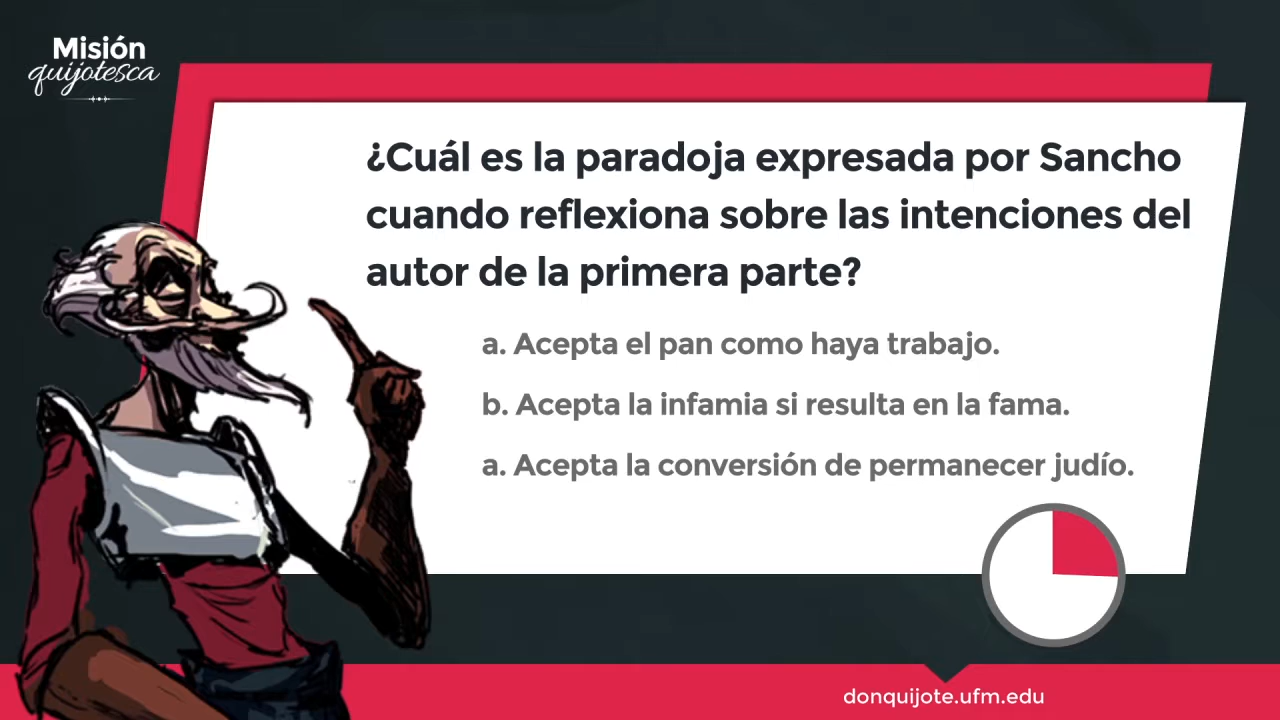 Misión
quijotesca
¿Cuál es la paradoja expresada por Sancho
cuando reflexiona sobre las intenciones del
autor de la primera parte?
a. Acepta el pan como haya trabajo.
b. Acepta la infamia si resulta en la fama.
a. Acepta la conversión de permanecer judío.
donquijote.ufm.edu